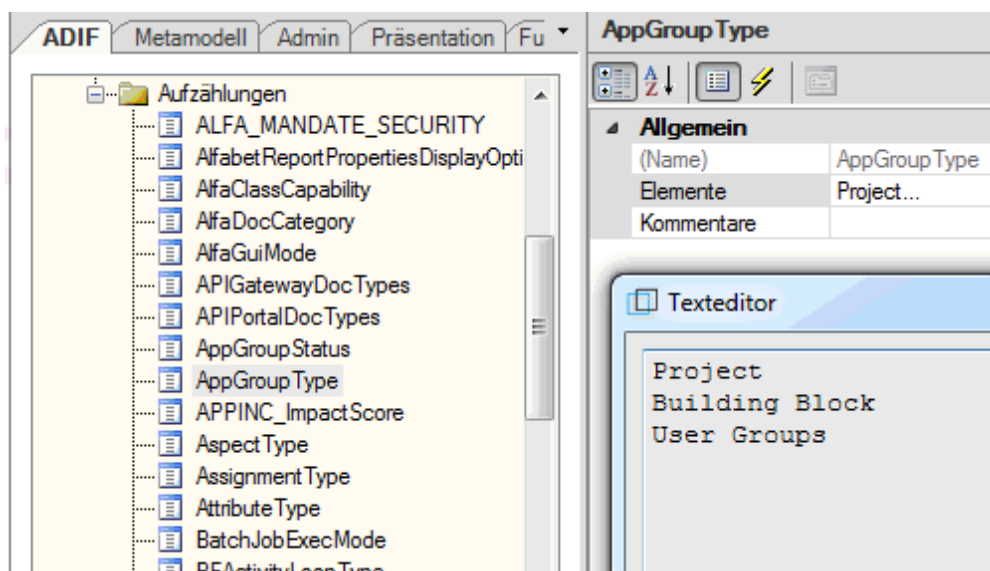 ADIF Metamodell Admin Präsentation Fu
Aufzählungen
ALFA_MANDATE_SECURITY
AlfabetReportPropertiesDisplayOpti
AlfaClassCapability
AlfaDocCategory
AlfaGuiMode
APIGatewayDocTypes
APIPortalDocTypes
AppGroupStatus
AppGroupType
APPINC_ImpactScore
AspectType
AssignmentType
AttributeType
BatchJobExecMode
AppGroupType
Allgemein
(Name) AppGroupType
Elemente Project...
Kommentare
Texteditor
Project
Building Block
User Groups